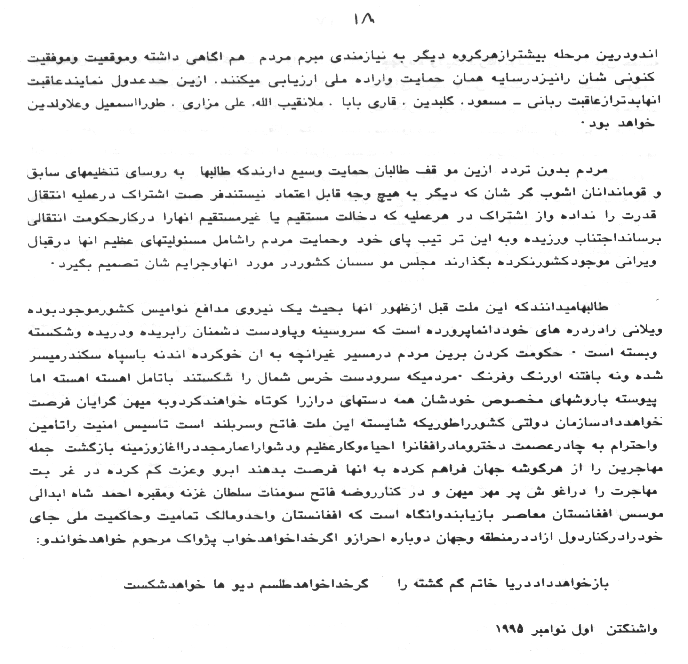 ۱۸
اندودرین مرحله بیشترازهرگروه دیگر به نیازمندی مبرم مردم هم اگاهی داشته وموقعیت وموفقیت
کنونی شان رانیزدرسایه همان حمایت واراده ملی ارزیابی میکنند. ازین حدعدول نمایندعاقبت
انهابدترازعاقبت ربانی - مسعود، گلبدین ، قاری بابا ، ملانقیب الله، علی مزاری ، طورااسمعیل وعلاولدین
خواهد بود.
مردم بدون تردد ازین مو قف طالبان حمایت وسیع دارندکه طالبها به روسای تنظیمهای سابق
و قوماندانان اشوب گر شان که دیگر به هیچ وجه قابل اعتماد نیستندفر صت اشتراک درعملیه انتقال
قدرت را نداده واز اشتراک در هرعملیه که دخالت مستقیم یا غیرمستقیم انهارا درکارحکومت انتقالی
برسانداجتناب ورزیده وبه این تر تیب پای خود وحمایت مردم راشامل مسئولیتهای عظیم انها درقبال
ویرانی موجودکشورنکرده بگذارند مجلس مو سسان کشوردر مورد انهاوجرایم شان تصمیم بگیرد.
طالبهامیدانندکه این ملت قبل ازظهور انها بحیث یک نیروی مدافع نوامیس کشورموجودبوده
ویلانی رادردره های خوددانماپرورده است که سروسینه وپاودست دشمنان رابریده ودریده وشکسته
وبسته است . حکومت کردن برین مردم درمسیر غیرانچه به ان خوکرده اندنه باسپاه سکندرمیسر
شده ونه بافتنه اورنگ وفرنگ .مردمیکه سرودست خرس شمال را شکستند باتامل اهسته اهسته اما
پیوسته باروشهای مخصوص خودشان همه دستهای درازرا کوتاه خواهندکردوبه میهن گرایان فرصت
خواهددادسازمان دولتی کشورراطوریکه شایسته این ملت فاتح وسربلند است تاسیس امنیت راتامین
واحترام به چادرعصمت دخترومادرافغانرا احیاءوکارعظیم ودشواراعمارمجددرااغازوزمینه بازگشت جمله
مهاجرین را از هرگوشه جهان فراهم کرده به انها فرصت بدهند ابرو وعزت کم کرده در غر بت
مهاجرت را دراغو ش پر مهر میهن و در کنارروضه فاتح سومنات سلطان غزنه ومقبره احمد شاه ابدالی
موسس افغانستان معاصر بازیابندوانگاه است که افغانستان واحدومالک تمامیت وحاکمیت ملی جای
خودرادرکناردول ازاددرمنطقه وجهان دوباره احرازو اگرخداخواهدخواب پژواک مرحوم خواهدخواندو:
بازخواهدداددریا خاتم گم گشته را گرخداخواهدطلسم دیو ها خواهدشکست
واشنگتن اول نوامبر ۱۹۹۵